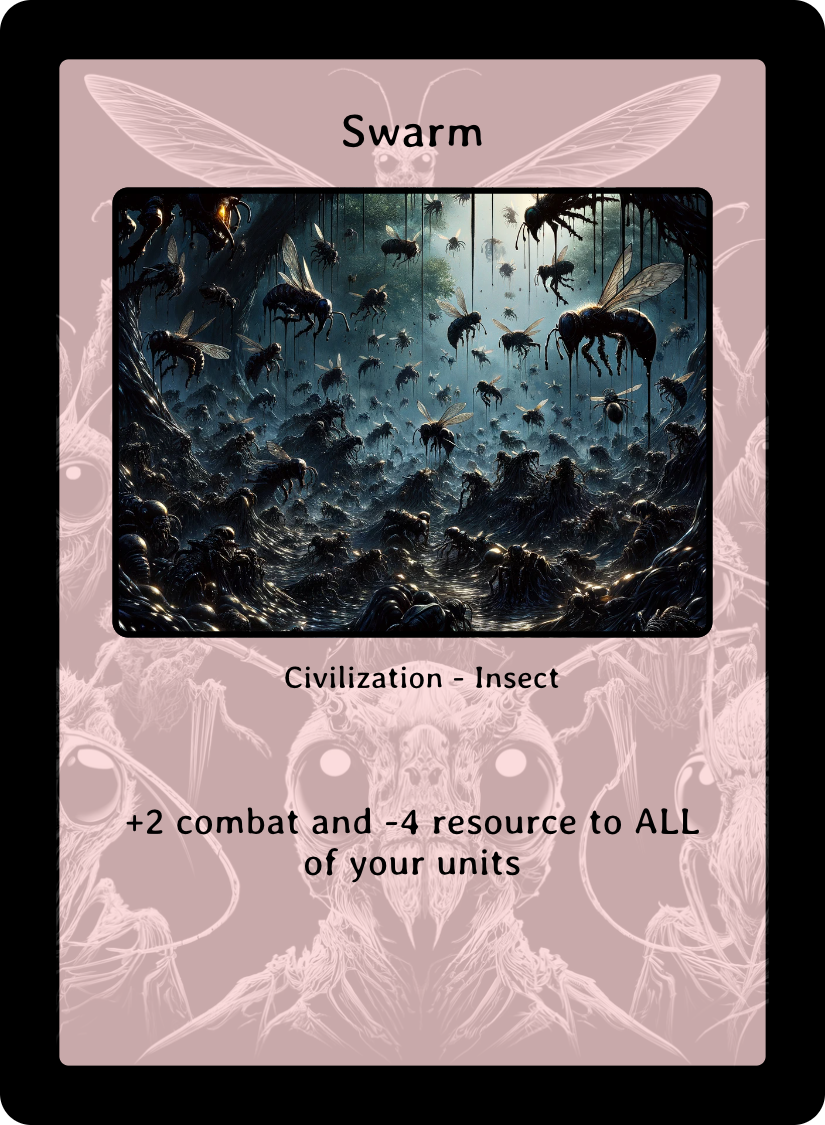 Swarm
Civilization - Insect
+2 combat and -4 resource to ALL
of your units